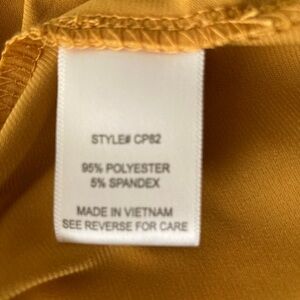 STYLE# CP82
95% POLYESTER
5% SPANDEX
MADE IN VIETNAM
SEE REVERSE FOR CARE